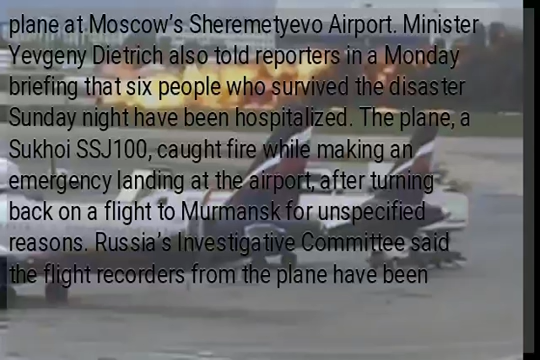 plane at Moscow's Sheremetyevo Airport. Minister
Yevgeny Dietrich also told reporters in a Monday
briefing that six people who survived the disaster
Sunday night have been hospitalized. The plane, a
Sukhoi SSJ100, caught fire while making an
emergency landing at the airport, after turning
back on a flight to Murmansk for unspecified
reasons. Russia's Investigative Committee said
the flight recorders from the plane have been